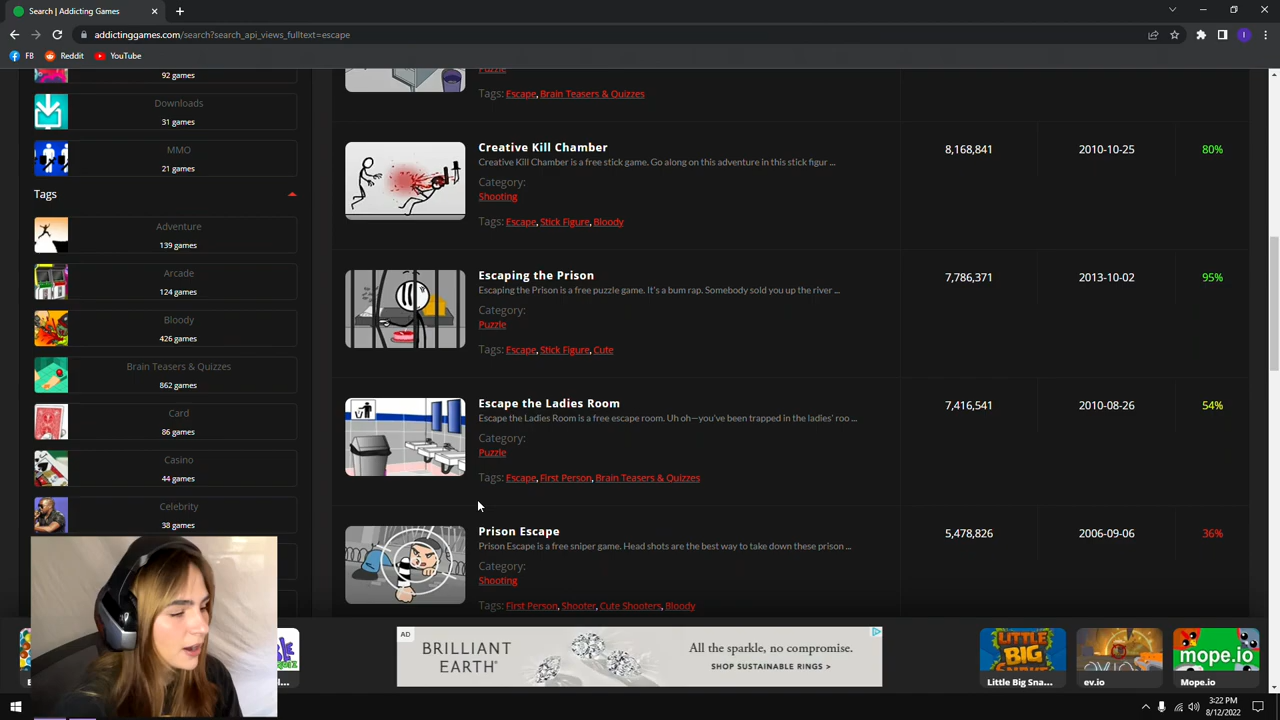 Search | Addicting Games
addictinggames.com/search?search_api_views_fulltext=escape
FB
Reddit
YouTube
92 games
Downloads
31 games
MMO
21 games
Tags
Adventure
139 games
Arcade
124 games
Bloody
426 games
Brain Teasers & Quizzes
862 games
Card
86 games
Casino
44 games
Celebrity
38 games
Puzzle
Tags: Escape, Brain Teasers & Quizzes
Creative Kill Chamber
8,168,841
2010-10-25
80%
Creative Kill Chamber is a free stick game. Go along on this adventure in this stick figur ...
Category:
Shooting
Tags: Escape, Stick Figure, Bloody
Escaping the Prison
7,786,371
2013-10-02
95%
Escaping the Prison is a free puzzle game. It's a bum rap. Somebody sold you up the river ...
Category:
Puzzle
Tags: Escape, Stick Figure, Cute
Escape the Ladies Room
7,416,541
2010-08-26
54%
Escape the Ladies Room is a free escape room. Uh oh—you've been trapped in the ladies' roo ...
Category:
Puzzle
Tags: Escape, First Person, Brain Teasers & Quizzes
Prison Escape
5,478,826
2006-09-06
36%
Prison Escape is a free sniper game. Head shots are the best way to take down these prison ...
Category:
Shooting
Tags: First Person, Shooter, Cute Shooters, Bloody
AD
BRILLIANT
EARTH
All the sparkle, no compromise.
SHOP SUSTAINABLE RINGS >
LITTLE
BIG
Little Big Sna...
EV.IO
ev.io
mope.io
Mope.io
3:22 PM
8/12/2022